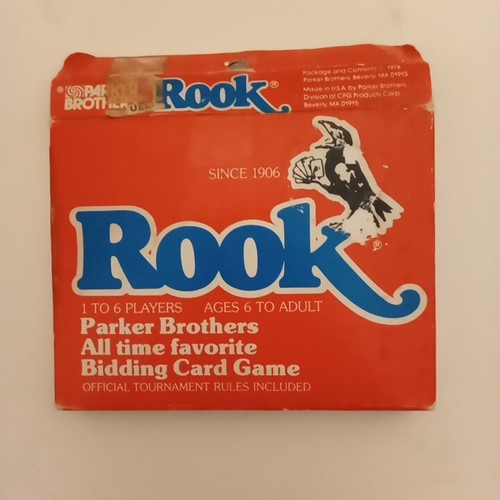 PARKER BROTHERS
Rook®
Package and Contents © 1978
Parker Brothers Beverly, MA 01915
Made in U.S.A. by Parker Brothers
Division of CPG Products Corp.
Beverly MA 01915
SINCE 1906
Rook®
1 TO 6 PLAYERS AGES 6 TO ADULT
Parker Brothers
All time favorite
Bidding Card Game
OFFICIAL TOURNAMENT RULES INCLUDED